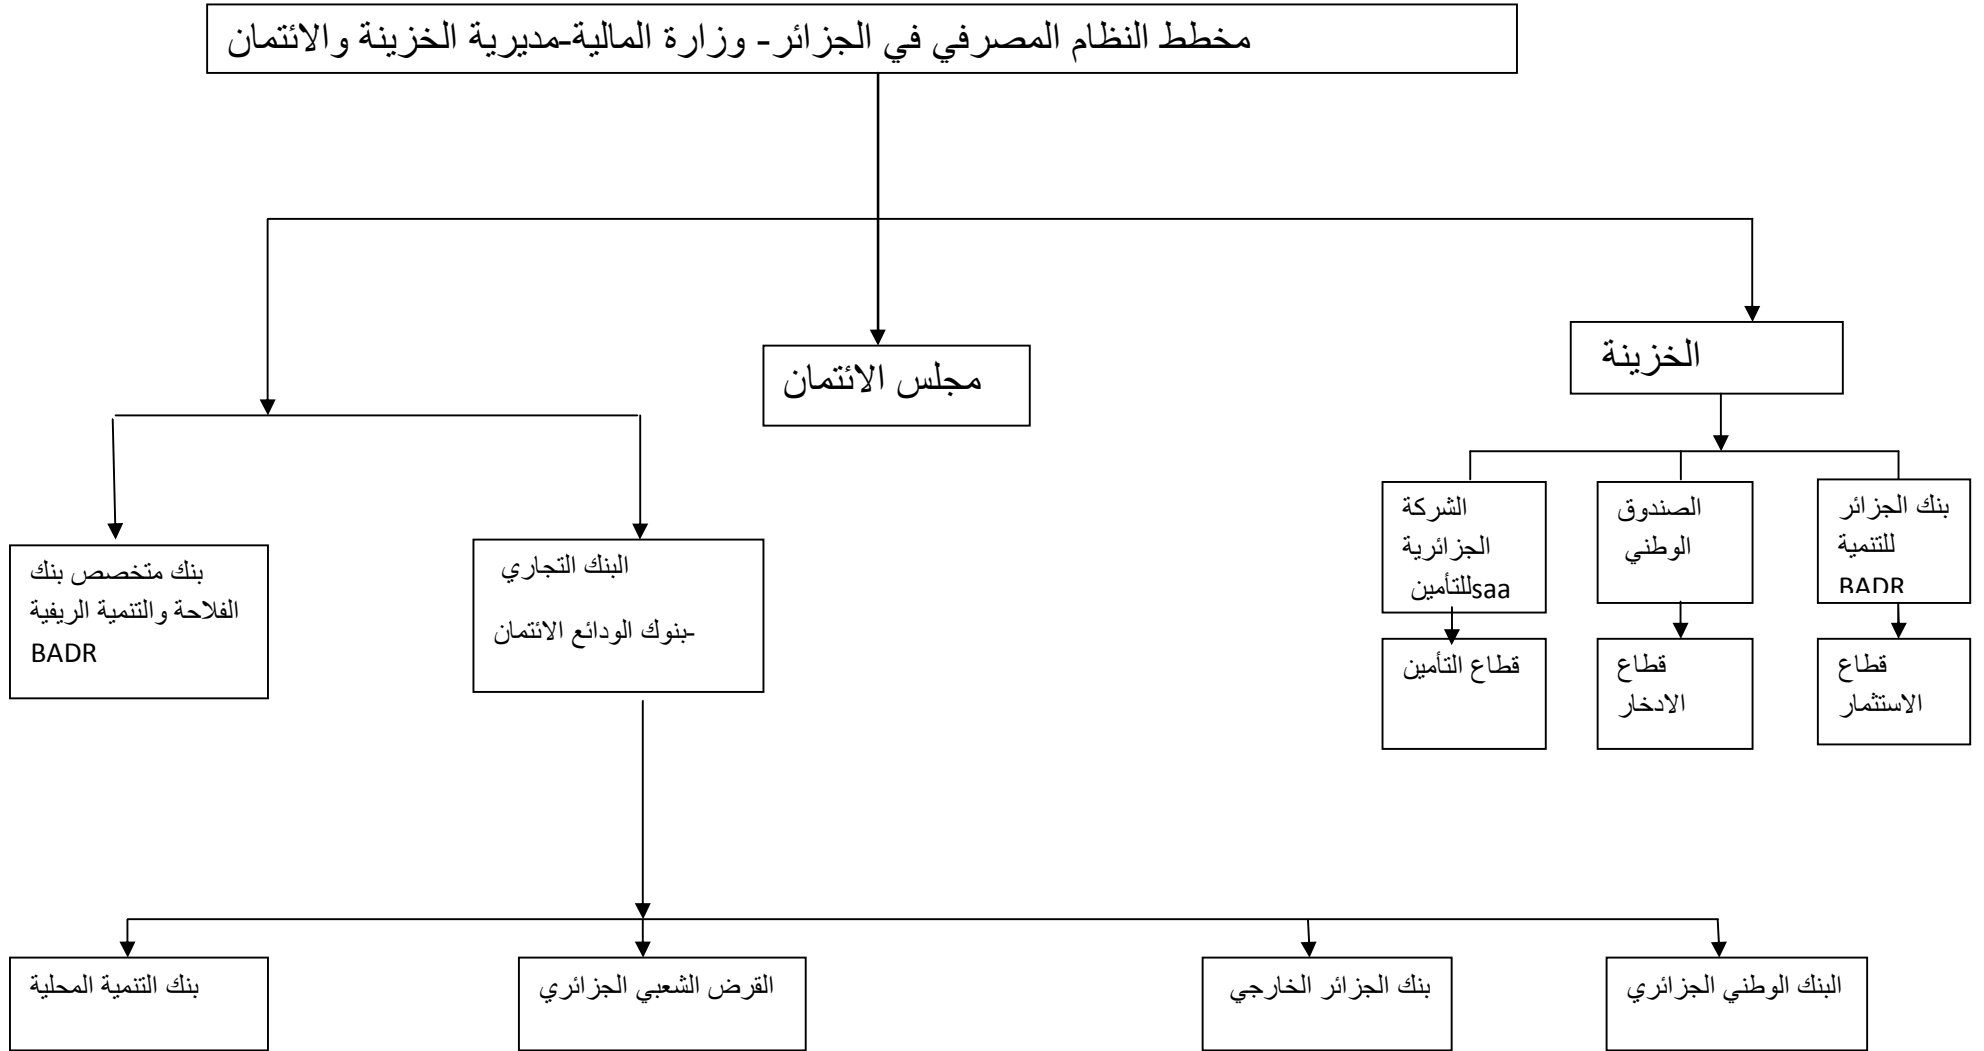 مخطط النظام المصرفي في الجزائر- وزارة المالية-مديرية الخزينة والائتمان
الخزينة
مجلس الائتمان
بنك الجزائر
للتنمية
BADR
الصندوق
الوطني
الشركة
الجزائرية
للتأمين saa
قطاع
الاستثمار
قطاع
الادخار
قطاع التأمين
البنك التجاري
-بنوك الودائع الائتمان
بنك متخصص بنك
الفلاحة والتنمية الريفية
BADR
البنك الوطني الجزائري
بنك الجزائر الخارجي
القرض الشعبي الجزائري
بنك التنمية المحلية